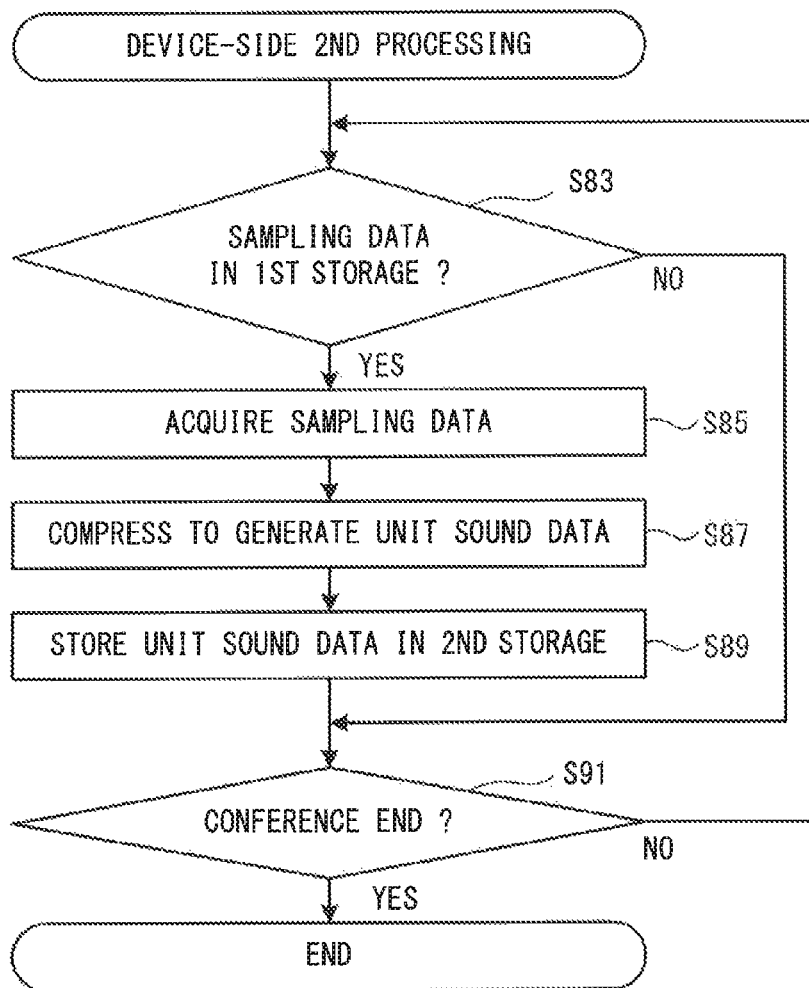 DEVICE-SIDE 2ND PROCESSING
S83
SAMPLING DATA
IN 1ST STORAGE ?
NO
YES
ACQUIRE SAMPLING DATA
S85
COMPRESS TO GENERATE UNIT SOUND DATA
S87
STORE UNIT SOUND DATA IN 2ND STORAGE
S89
S91
CONFERENCE END ?
NO
YES
END